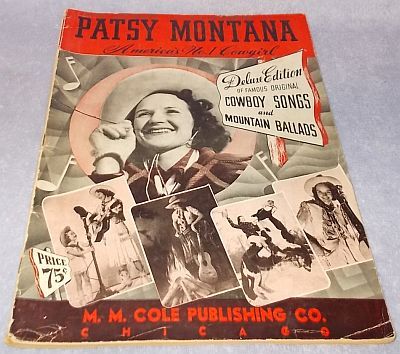 PATSY MONTANA
America's No. 1 Cowgirl
Deluxe Edition
OF FAMOUS ORIGINAL
COWBOY SONGS
and
MOUNTAIN BALLADS
PRICE
75¢
M. M. COLE PUBLISHING CO.
CHICAGO